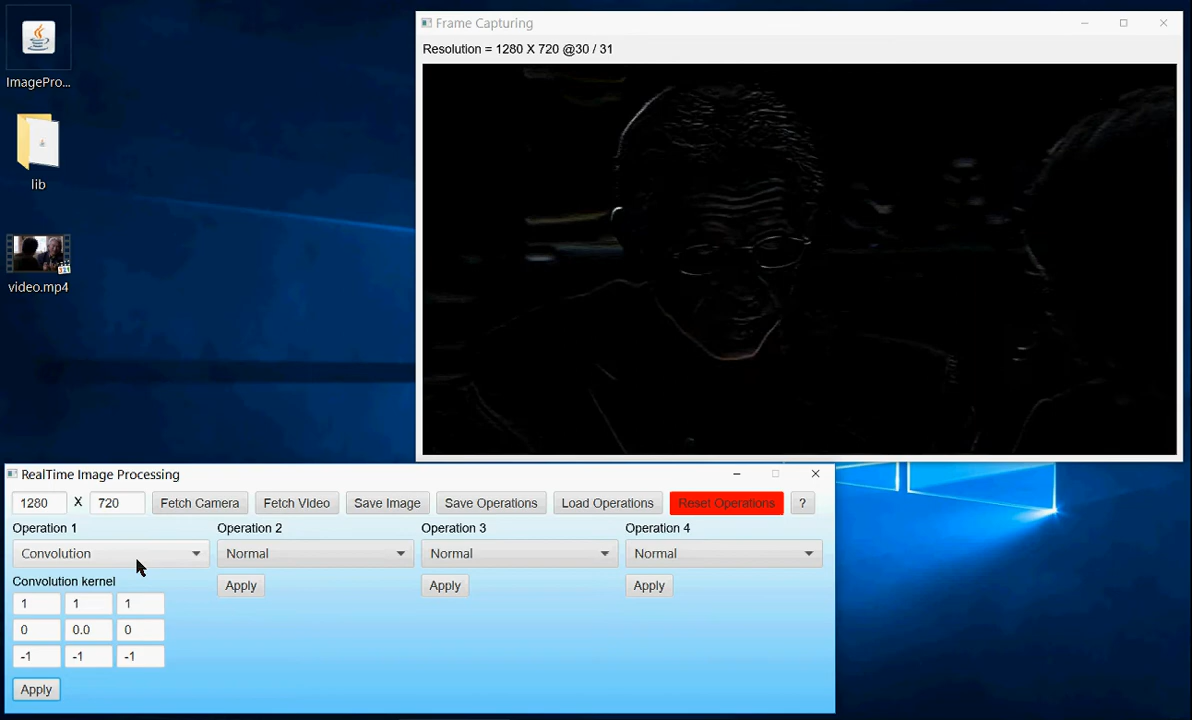 ImagePro...
lib
video.mp4
321
Frame Capturing
Resolution = 1280 X 720 @30 / 31
RealTime Image Processing
1280 X 720 Fetch Camera Fetch Video Save Image Save Operations Load Operations Reset Operations ?
Operation 1 Operation 2 Operation 3 Operation 4
Convolution Normal Normal Normal
Convolution kernel Apply Apply Apply
1 1 1
0 0.0 0
-1 -1 -1
Apply